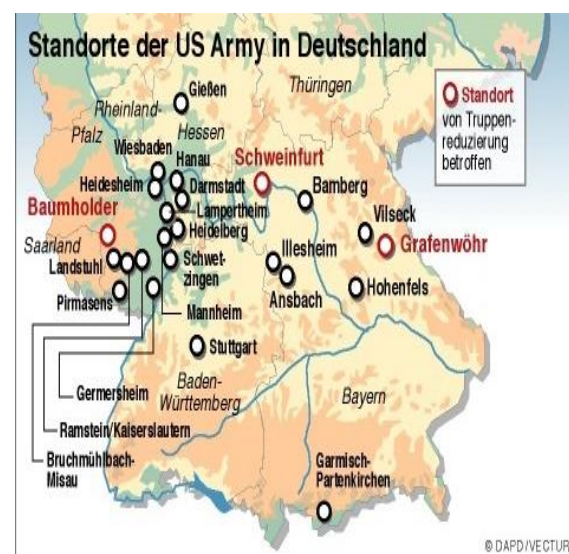 Standorte der US Army in Deutschland
Standort
von Truppen-
reduzierung
betroffen
Thüringen
Gießen
Rheinland-
Pfalz
Hessen
Wiesbaden
Hanau
Schweinfurt
Heidesheim
Darmstadt
Bamberg
Baumholder
Lampertheim
Vilseck
Heidelberg
Grafenwöhr
Saarland
Landstuhl
Schwet-
zingen
Illesheim
Ansbach
Hohenfels
Pirmasens
Mannheim
Stuttgart
Germersheim
Baden-
Württemberg
Bayern
Ramstein/Kaiserslautern
Bruchmühlbach-
Misau
Garmisch-
Partenkirchen
© DAPD/VECTUR